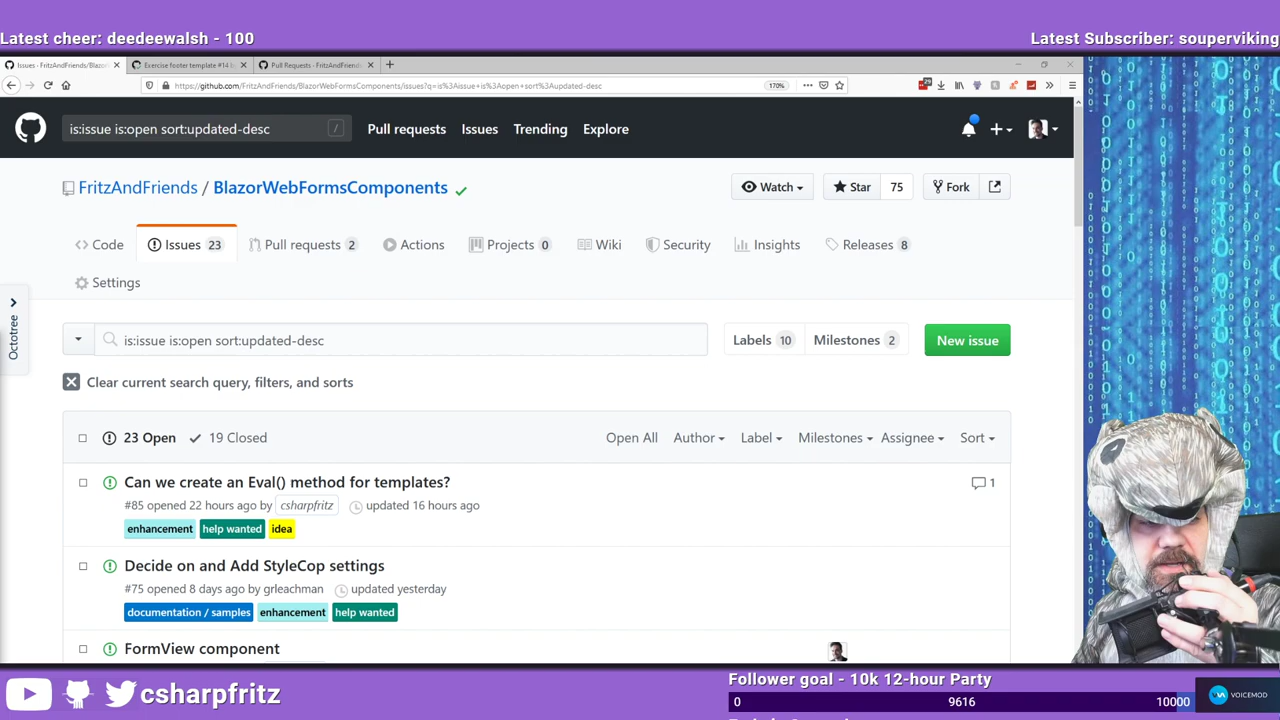 Latest cheer: deedeewalsh - 100
Latest Subscriber: souperviking
Issues - FritzAndFriends/Blazor
Exercise footer template #14
Pull Requests - FritzAndFriends
https://github.com/FritzAndFriends/BlazorWebFormsComponents/issues?q=is%3Aissue+is%3Aopen+sort%3Aupdated-desc
170%
is:issue is:open sort:updated-desc
/
Pull requests
Issues
Trending
Explore
FritzAndFriends / BlazorWebFormsComponents
Watch
Star
75
Fork
Code
Issues 23
Pull requests 2
Actions
Projects 0
Wiki
Security
Insights
Releases 8
Settings
Octotree
is:issue is:open sort:updated-desc
Labels 10
Milestones 2
New issue
Clear current search query, filters, and sorts
23 Open
19 Closed
Open All
Author
Label
Milestones
Assignee
Sort
Can we create an Eval() method for templates?
1
#85 opened 22 hours ago by csharpfritz updated 16 hours ago
enhancement
help wanted
idea
Decide on and Add StyleCop settings
#75 opened 8 days ago by grleachman updated yesterday
documentation / samples
enhancement
help wanted
FormView component
csharpfritz
Follower goal - 10k 12-hour Party
0
9616
10000
VOICEMOD